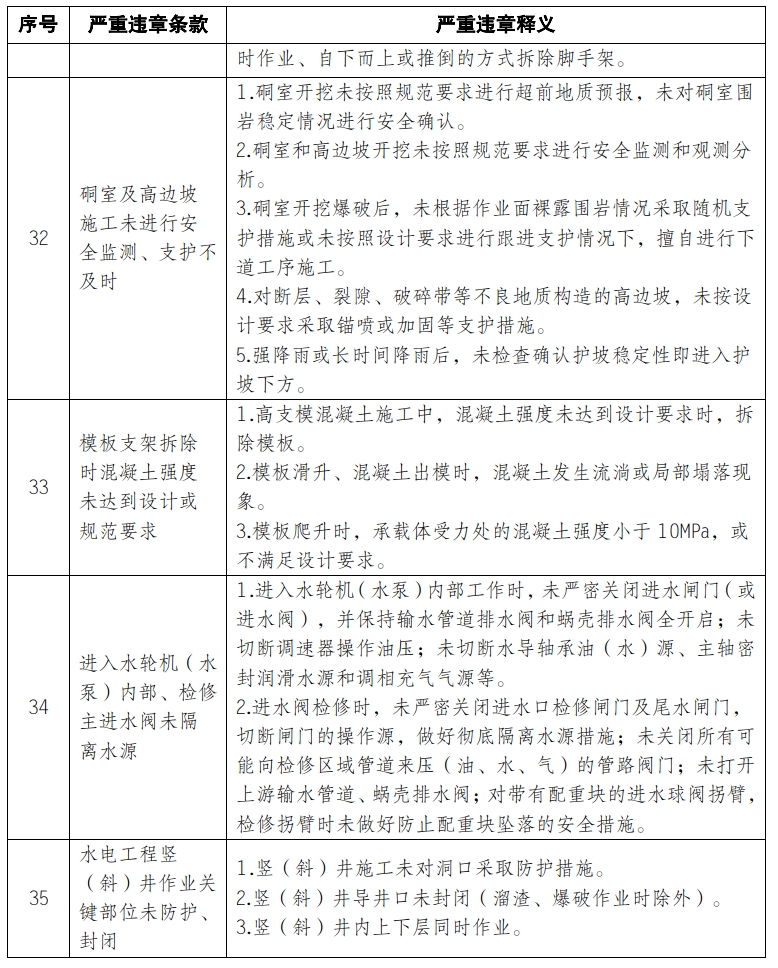 序号 严重违章条款 严重违章释义
时作业、自下而上或推倒的方式拆除脚手架。
32
硐室及高边坡
施工未进行安
全监测、支护不
及时
1.硐室开挖未按照规范要求进行超前地质预报，未对硐室围
岩稳定情况进行安全确认。
2.硐室和高边坡开挖未按照规范要求进行安全监测和观测分
析。
3.硐室开挖爆破后，未根据作业面裸露围岩情况采取随机支
护措施或未按照设计要求进行跟进支护情况下，擅自进行下
道工序施工。
4.对断层、裂隙、破碎带等不良地质构造的高边坡，未按设
计要求采取锚喷或加固等支护措施。
5.强降雨或长时间降雨后，未检查确认护坡稳定性即进入护
坡下方。
33
模板支架拆除
时混凝土强度
未达到设计或
规范要求
1.高支模混凝土施工中，混凝土强度未达到设计要求时，拆
除模板。
2.模板滑升、混凝土出模时，混凝土发生流淌或局部塌落现
象。
3.模板爬升时，承载体受力处的混凝土强度小于10MPa，或
不满足设计要求。
34
进入水轮机（水
泵）内部、检修
主进水阀未隔
离水源
1.进入水轮机（水泵）内部工作时，未严密关闭进水闸门（或
进水阀），并保持输水管道排水阀和蜗壳排水阀全开启；未
切断调速器操作油压；未切断水导轴承油（水）源、主轴密
封润滑水源和调相充气气源等。
2.进水阀检修时，未严密关闭进水口检修闸门及尾水闸门，
切断闸门的操作源，做好彻底隔离水源措施；未关闭所有可
能向检修区域管道来压（油、水、气）的管路阀门；未打开
上游输水管道、蜗壳排水阀；对带有配重块的进水球阀拐臂，
检修拐臂时未做好防止配重块坠落的安全措施。
35
水电工程竖
（斜）井作业关
键部位未防护、
封闭
1.竖（斜）井施工未对洞口采取防护措施。
2.竖（斜）井导井口未封闭（溜渣、爆破作业时除外）。
3.竖（斜）井内上下层同时作业。